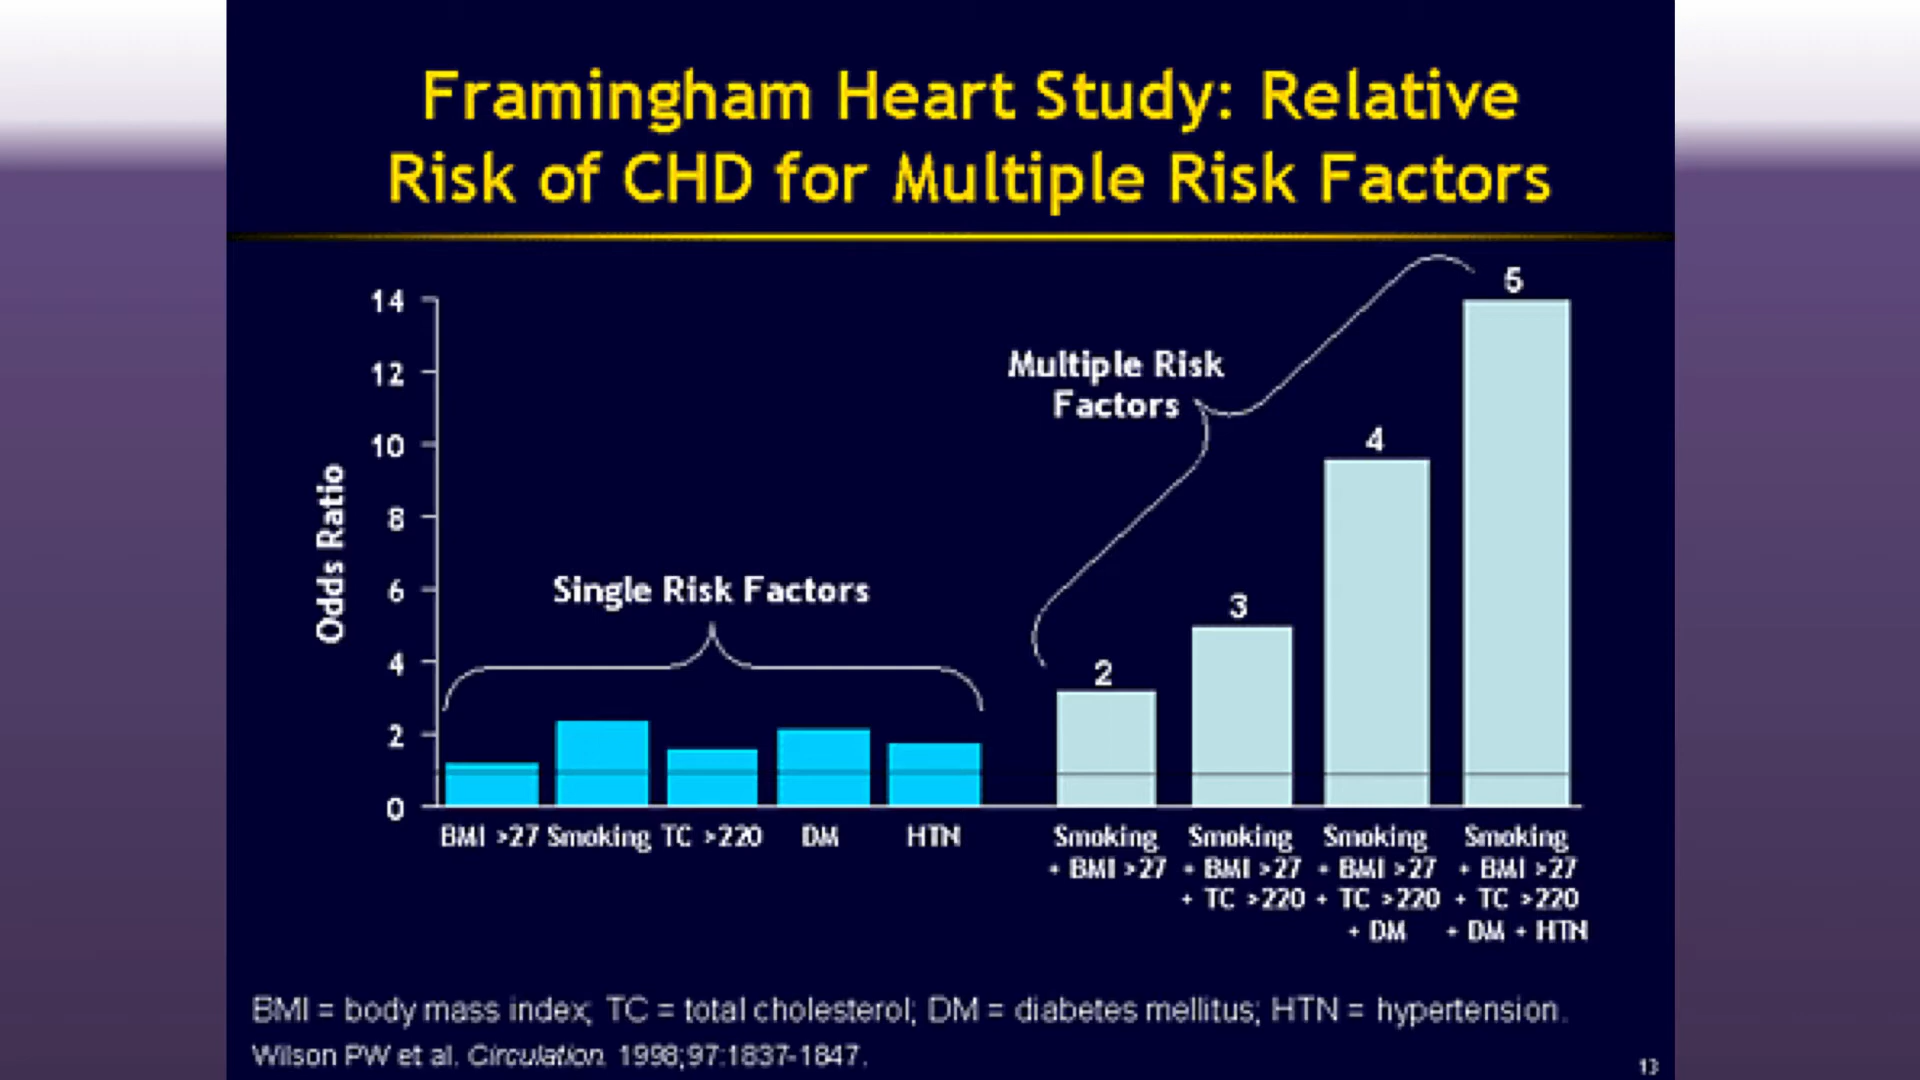 Framingham Heart Study: Relative
Risk of CHD for Multiple Risk Factors
Odds Ratio
14
12
10
8
6
4
2
0
Single Risk Factors
Multiple Risk
Factors
2
3
4
5
BMI >27
Smoking
TC >220
DM
HTN
Smoking
+ BMI >27
Smoking
+ BMI >27
+ TC >220
Smoking
+ BMI >27
+ TC >220
+ DM
Smoking
+ BMI >27
+ TC >220
+ DM + HTN
BMI = body mass index; TC = total cholesterol; DM = diabetes mellitus; HTN = hypertension.
Wilson PW et al. Circulation. 1998;97:1837-1847.
13